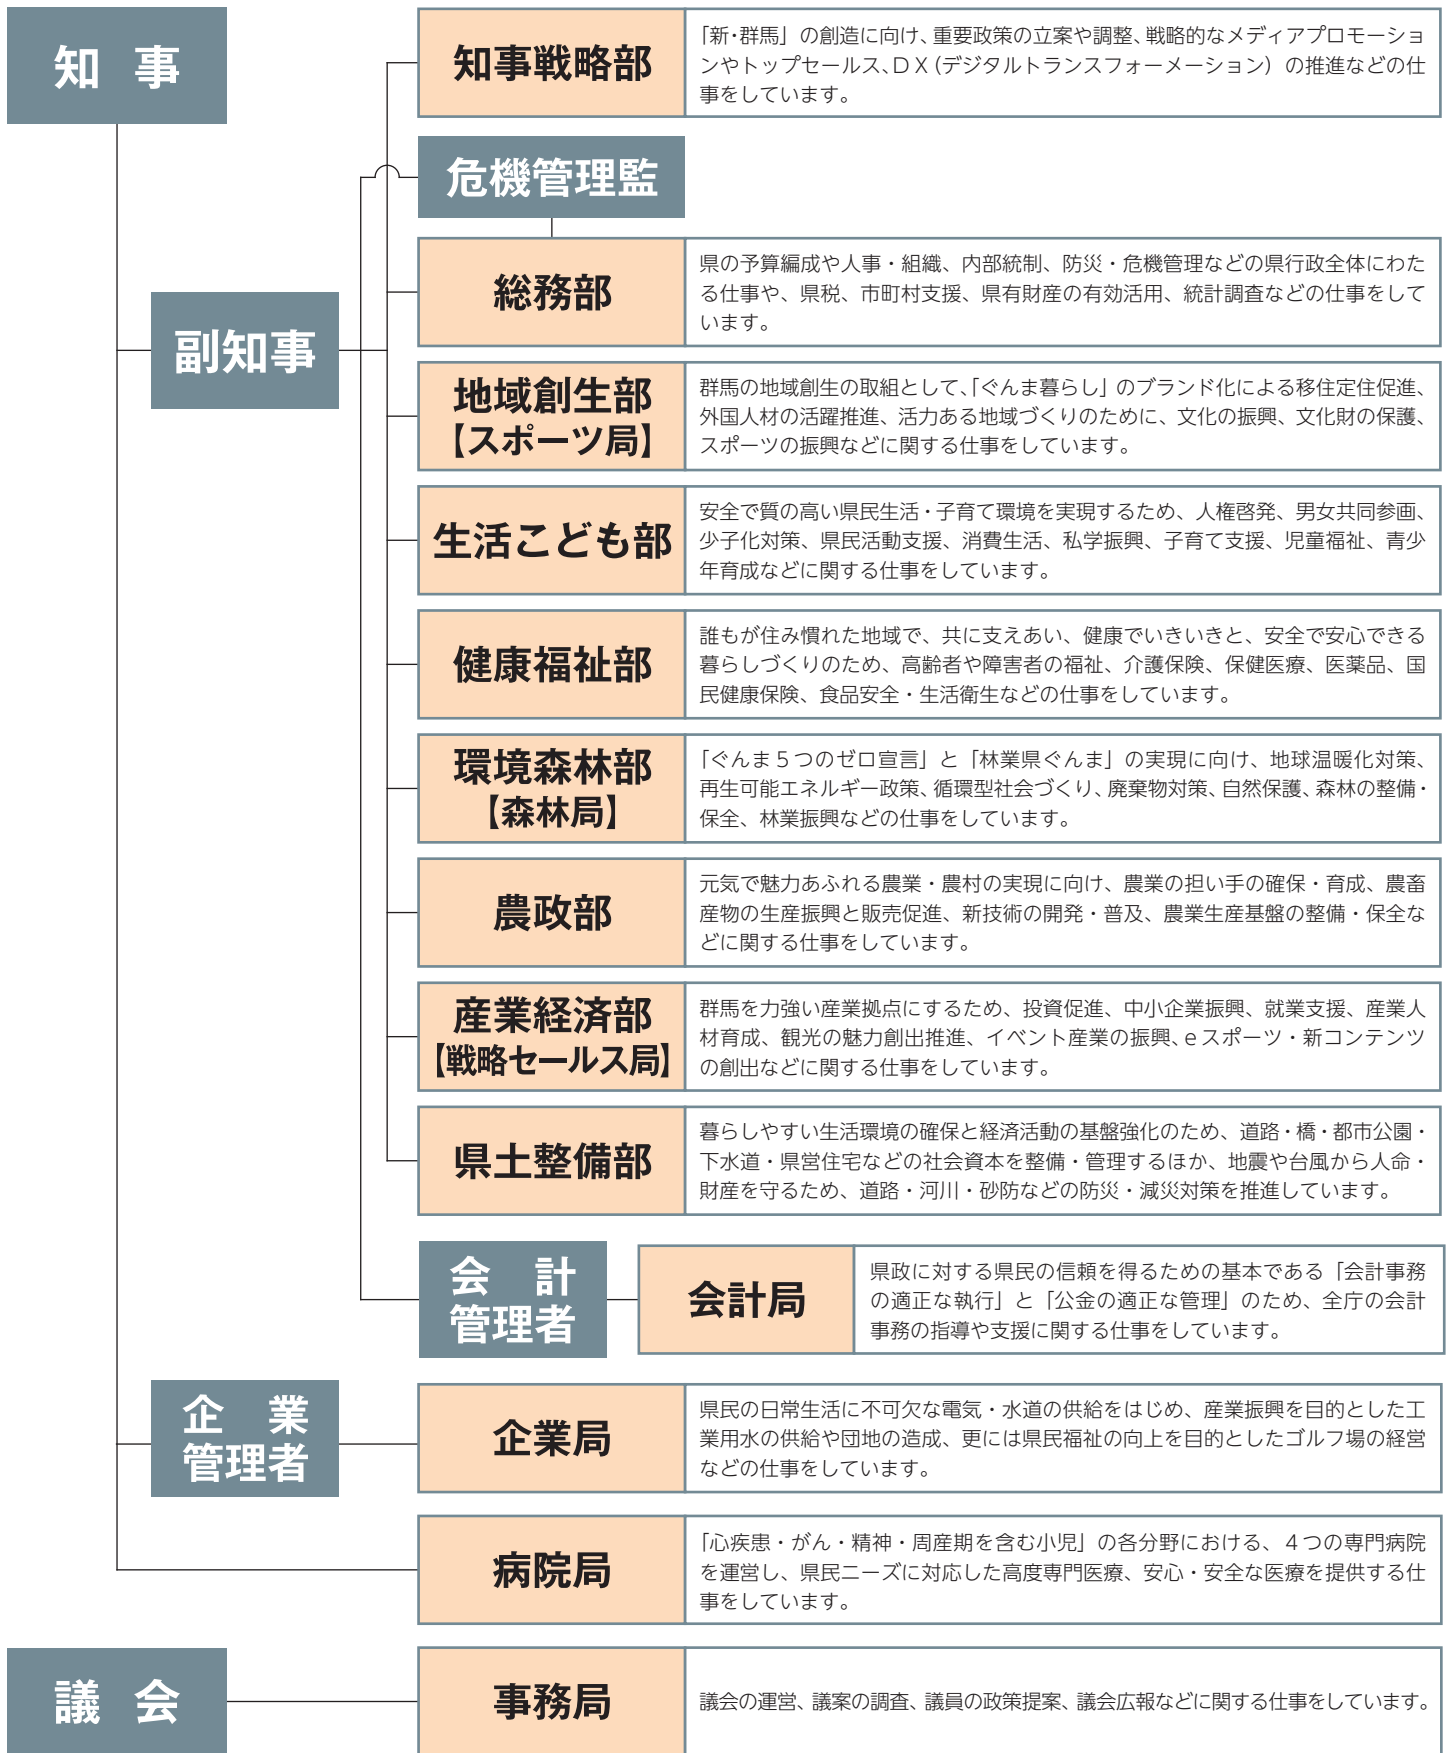 知事
知事戦略部
「新・群馬」の創造に向け、重要政策の立案や調整、戦略的なメディアプロモーショ
ンやトップセールス、DX(デジタルトランスフォーメーション)の推進などの仕
事をしています。
危機管理監
総務部
県の予算編成や人事・組織、内部統制、防災・危機管理などの県行政全体にわた
る仕事や、県税、市町村支援、県有財産の有効活用、統計調査などの仕事をして
います。
副知事
地域創生部
【スポーツ局】
群馬の地域創生の取組として、「ぐんま暮らし」のブランド化による移住定住促進、
外国人材の活躍推進、活力ある地域づくりのために、文化の振興、文化財の保護、
スポーツの振興などに関する仕事をしています。
生活こども部
安全で質の高い県民生活・子育て環境を実現するため、人権啓発、男女共同参画、
少子化対策、県民活動支援、消費生活、私学振興、子育て支援、児童福祉、青少
年育成などに関する仕事をしています。
健康福祉部
誰もが住み慣れた地域で、共に支えあい、健康でいきいきと、安全で安心できる
暮らしづくりのため、高齢者や障害者の福祉、介護保険、保健医療、医薬品、国
民健康保険、食品安全・生活衛生などの仕事をしています。
環境森林部
【森林局】
「ぐんま5つのゼロ宣言」と「林業県ぐんま」の実現に向け、地球温暖化対策、
再生可能エネルギー政策、循環型社会づくり、廃棄物対策、自然保護、森林の整備・
保全、林業振興などの仕事をしています。
農政部
元気で魅力あふれる農業・農村の実現に向け、農業の担い手の確保・育成、農畜
産物の生産振興と販売促進、新技術の開発・普及、農業生産基盤の整備・保全な
どに関する仕事をしています。
産業経済部
【戦略セールス局】
群馬を力強い産業拠点にするため、投資促進、中小企業振興、就業支援、産業人
材育成、観光の魅力創出推進、イベント産業の振興、eスポーツ・新コンテンツ
の創出などに関する仕事をしています。
県土整備部
暮らしやすい生活環境の確保と経済活動の基盤強化のため、道路・橋・都市公園・
下水道・県営住宅などの社会資本を整備・管理するほか、地震や台風から人命・
財産を守るため、道路・河川・砂防などの防災・減災対策を推進しています。
会計
管理者
会計局
県政に対する県民の信頼を得るための基本である「会計事務
の適正な執行」と「公金の適正な管理」のため、全庁の会計
事務の指導や支援に関する仕事をしています。
企業
管理者
企業局
県民の日常生活に不可欠な電気・水道の供給をはじめ、産業振興を目的とした工
業用水の供給や団地の造成、更には県民福祉の向上を目的としたゴルフ場の経営
などの仕事をしています。
病院局
「心疾患・がん・精神・周産期を含む小児」の各分野における、4つの専門病院
を運営し、県民ニーズに対応した高度専門医療、安心・安全な医療を提供する仕
事をしています。
議会
事務局
議会の運営、議案の調査、議員の政策提案、議会広報などに関する仕事をしています。